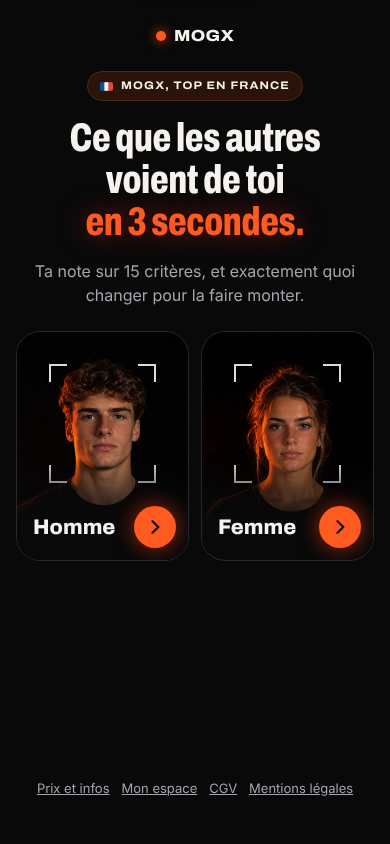 MOGX
MOGX, TOP EN FRANCE
Ce que les autres
voient de toi
en 3 secondes.
Ta note sur 15 critères, et exactement quoi
changer pour la faire monter.
Homme
Femme
Prix et infos Mon espace CGV Mentions légales